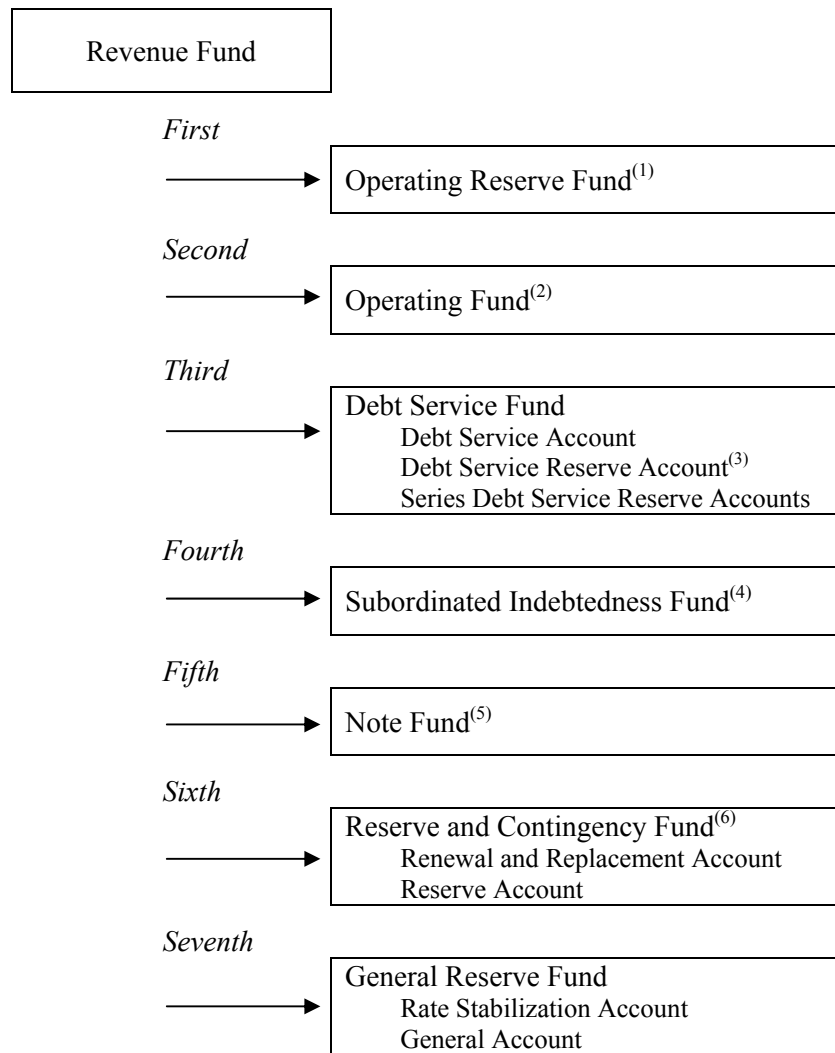 Revenue Fund
First
Operating Reserve Fund(1)
Second
Operating Fund(2)
Third
Debt Service Fund
Debt Service Account
Debt Service Reserve Account(3)
Series Debt Service Reserve Accounts
Fourth
Subordinated Indebtedness Fund(4)
Fifth
Note Fund(5)
Sixth
Reserve and Contingency Fund(6)
Renewal and Replacement Account
Reserve Account
Seventh
General Reserve Fund
Rate Stabilization Account
General Account